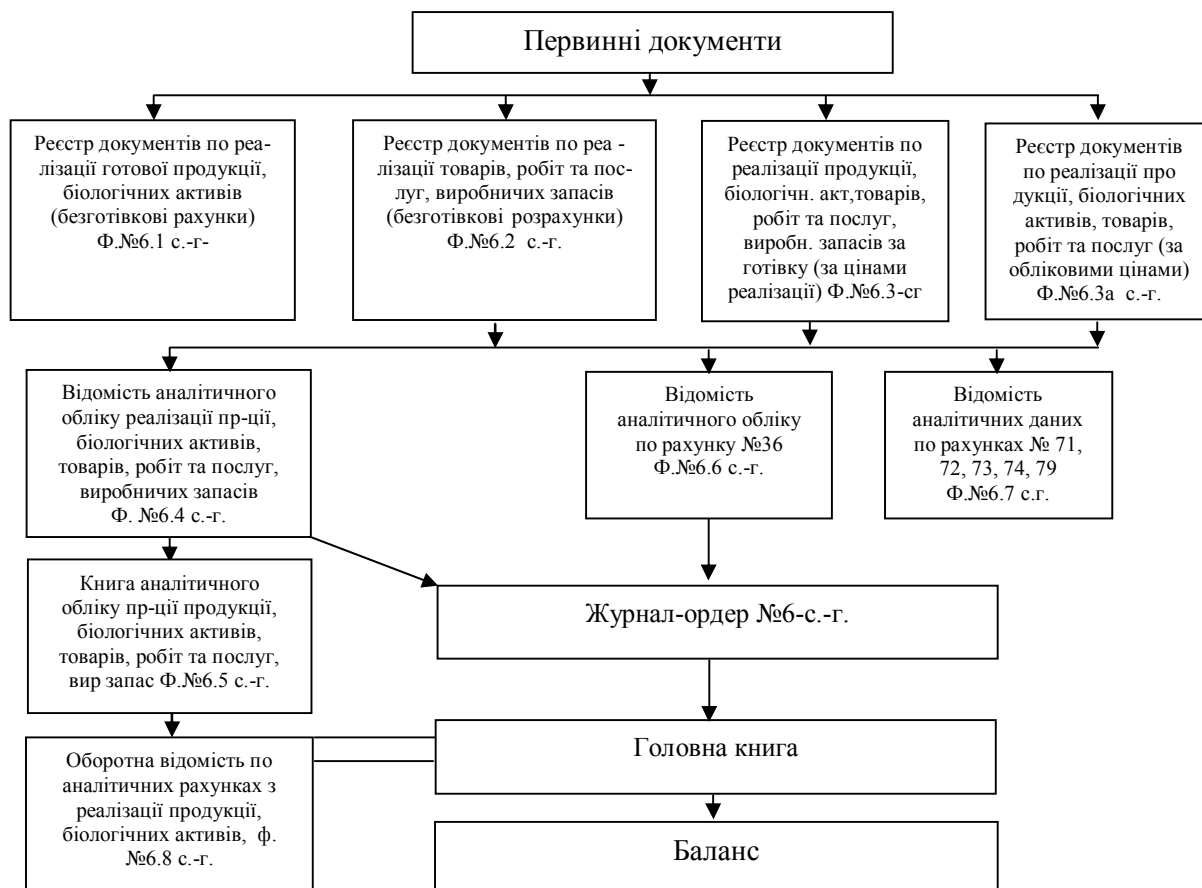 Первинні документи
Реєстр документів по реа-
лізації готової продукції,
біологічних активів
(безготівкові рахунки)
Ф.№6.1 с.-г-
Реєстр документів по реа -
лізації товарів, робіт та пос-
луг, виробничих запасів
(безготівкові розрахунки)
Ф.№6.2 с.-г.
Реєстр документів по
реалізації продукції,
біологічн. акт,товарів,
робіт та послуг,
виробн. запасів за
готівку (за цінами
реалізації) Ф.№6.3-сг
Реєстр документів
по реалізації про
дукції, біологічних
активів, товарів,
робіт та послуг (за
обліковими цінами)
Ф.№6.3а с.-г.
Відомість аналітичного
обліку реалізації пр-ції,
біологічних активів,
товарів, робіт та послуг,
виробничих запасів
Ф. №6.4 с.-г.
Відомість
аналітичного обліку
по рахунку №36
Ф.№6.6 с.-г.
Відомість
аналітичних даних
по рахунках № 71,
72, 73, 74, 79
Ф.№6.7 с.г.
Книга аналітичного
обліку пр-ції продукції,
біологічних активів,
товарів, робіт та послуг,
вир запас Ф.№6.5 с.-г.
Журнал-ордер №6-с.-г.
Оборотна відомість по
аналітичних рахунках з
реалізації продукції,
біологічних активів, ф.
№6.8 с.-г.
Головна книга
Баланс